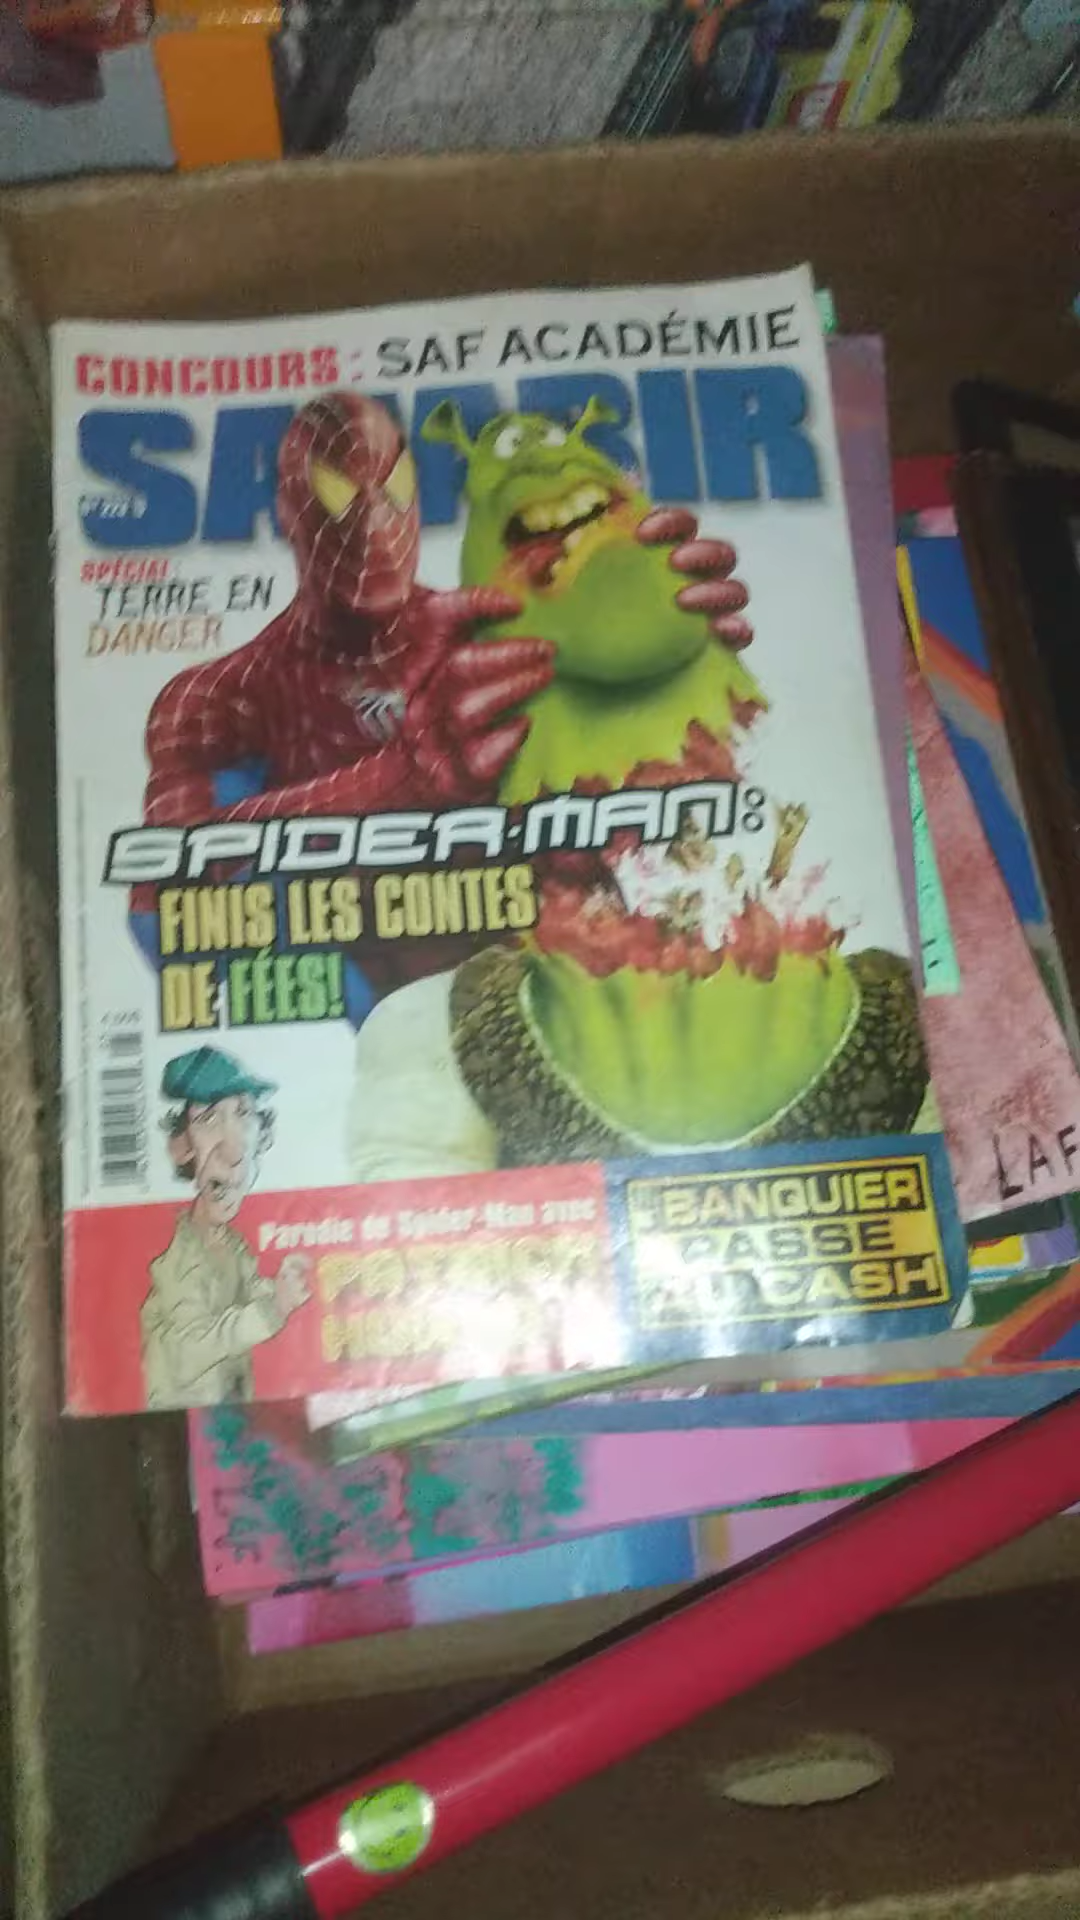 CONCOURS: SAF ACADÉMIE
SPÉCIAL:
TERRE EN
DANGER
SPIDER-MAN:
FINIS LES CONTES
DE FÉES!
Parodie de Spider-Man avec
BANQUIER
PASSE
AU CASH
LAF